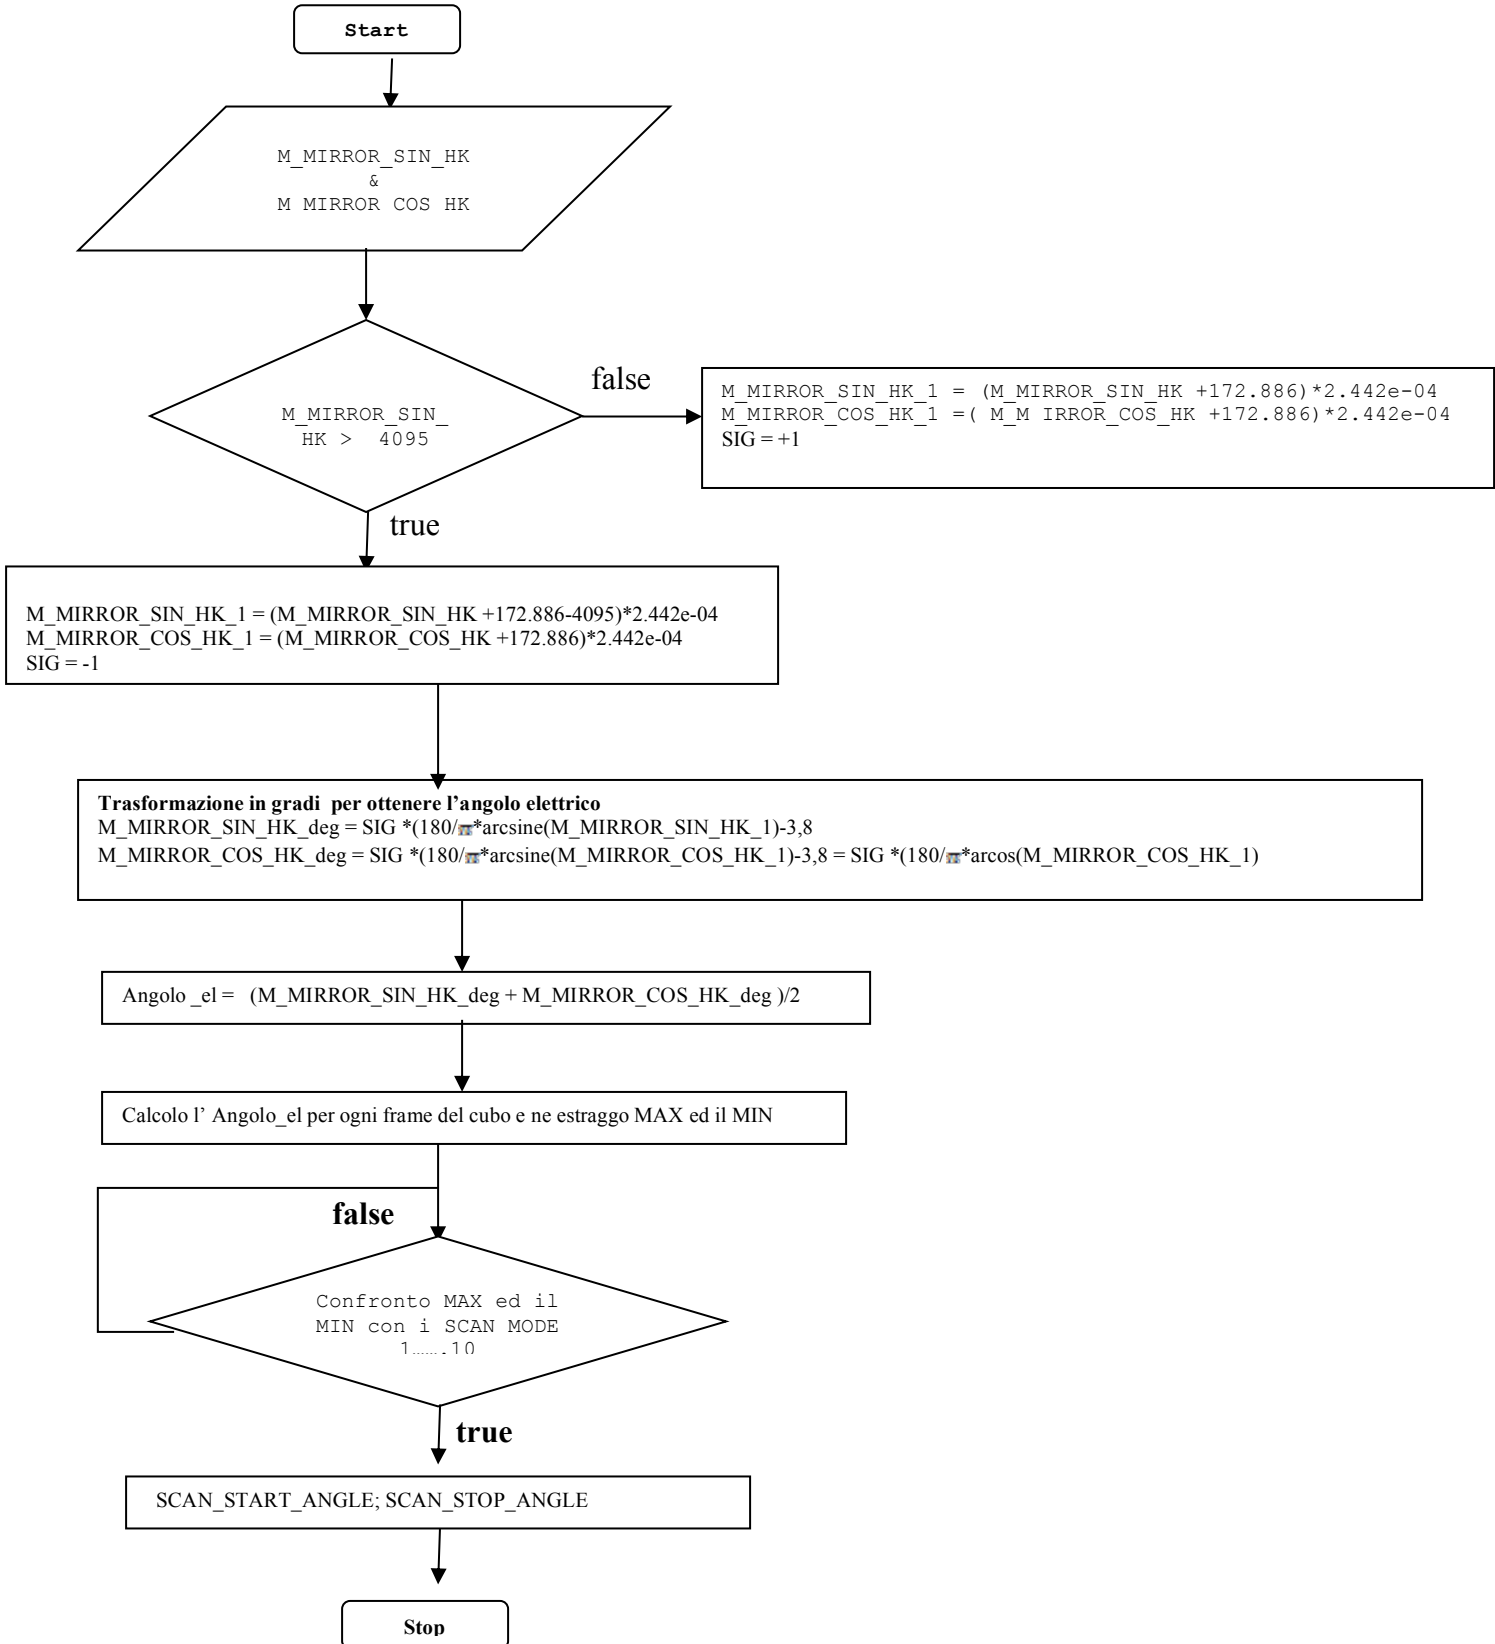 Start
M_MIRROR_SIN_HK
&
M MIRROR COS HK
false
M_MIRROR_SIN_HK_1 = (M_MIRROR_SIN_HK +172.886)*2.442e-04
M_MIRROR_COS_HK_1 =( M_M IRROR_COS_HK +172.886)*2.442e-04
SIG = +1
M_MIRROR_SIN_
HK > 4095
true
M_MIRROR_SIN_HK_1 = (M_MIRROR_SIN_HK +172.886-4095)*2.442e-04
M_MIRROR_COS_HK_1 = (M_MIRROR_COS_HK +172.886)*2.442e-04
SIG = -1
Trasformazione in gradi per ottenere l’angolo elettrico
M_MIRROR_SIN_HK_deg = SIG *(180/π*arcsine(M_MIRROR_SIN_HK_1)-3,8
M_MIRROR_COS_HK_deg = SIG *(180/π*arcsine(M_MIRROR_COS_HK_1)-3,8 = SIG *(180/π*arcos(M_MIRROR_COS_HK_1)
Angolo _el = (M_MIRROR_SIN_HK_deg + M_MIRROR_COS_HK_deg )/2
Calcolo l’ Angolo_el per ogni frame del cubo e ne estraggo MAX ed il MIN
false
Confronto MAX ed il
MIN con i SCAN MODE
1…….10
true
SCAN_START_ANGLE; SCAN_STOP_ANGLE
Stop